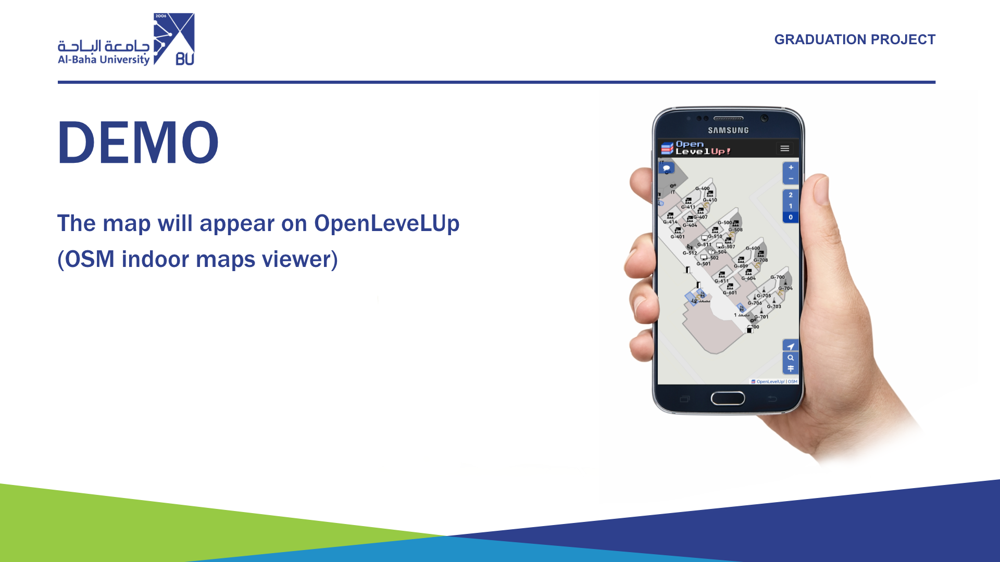 2006
جامعة الباحة
Al-Baha University
BU
GRADUATION PROJECT
DEMO
The map will appear on OpenLeveLUp
(OSM indoor maps viewer)
SAMSUNG
Open
LevelUp!
+
−
2
1
0
IT
IT
G-400
G-410
G-411
G-407
G-414
G-404
G-401
G-500
G-508
G-510
G-511
G-507
G-504
G-512
G-502
G-501
G-600
G-708
G-609
G-604
G-611
G-601
G-700
G-704
G-705
G-706
G-703
مصعد 1
G-701
OpenLevelUp! | OSM